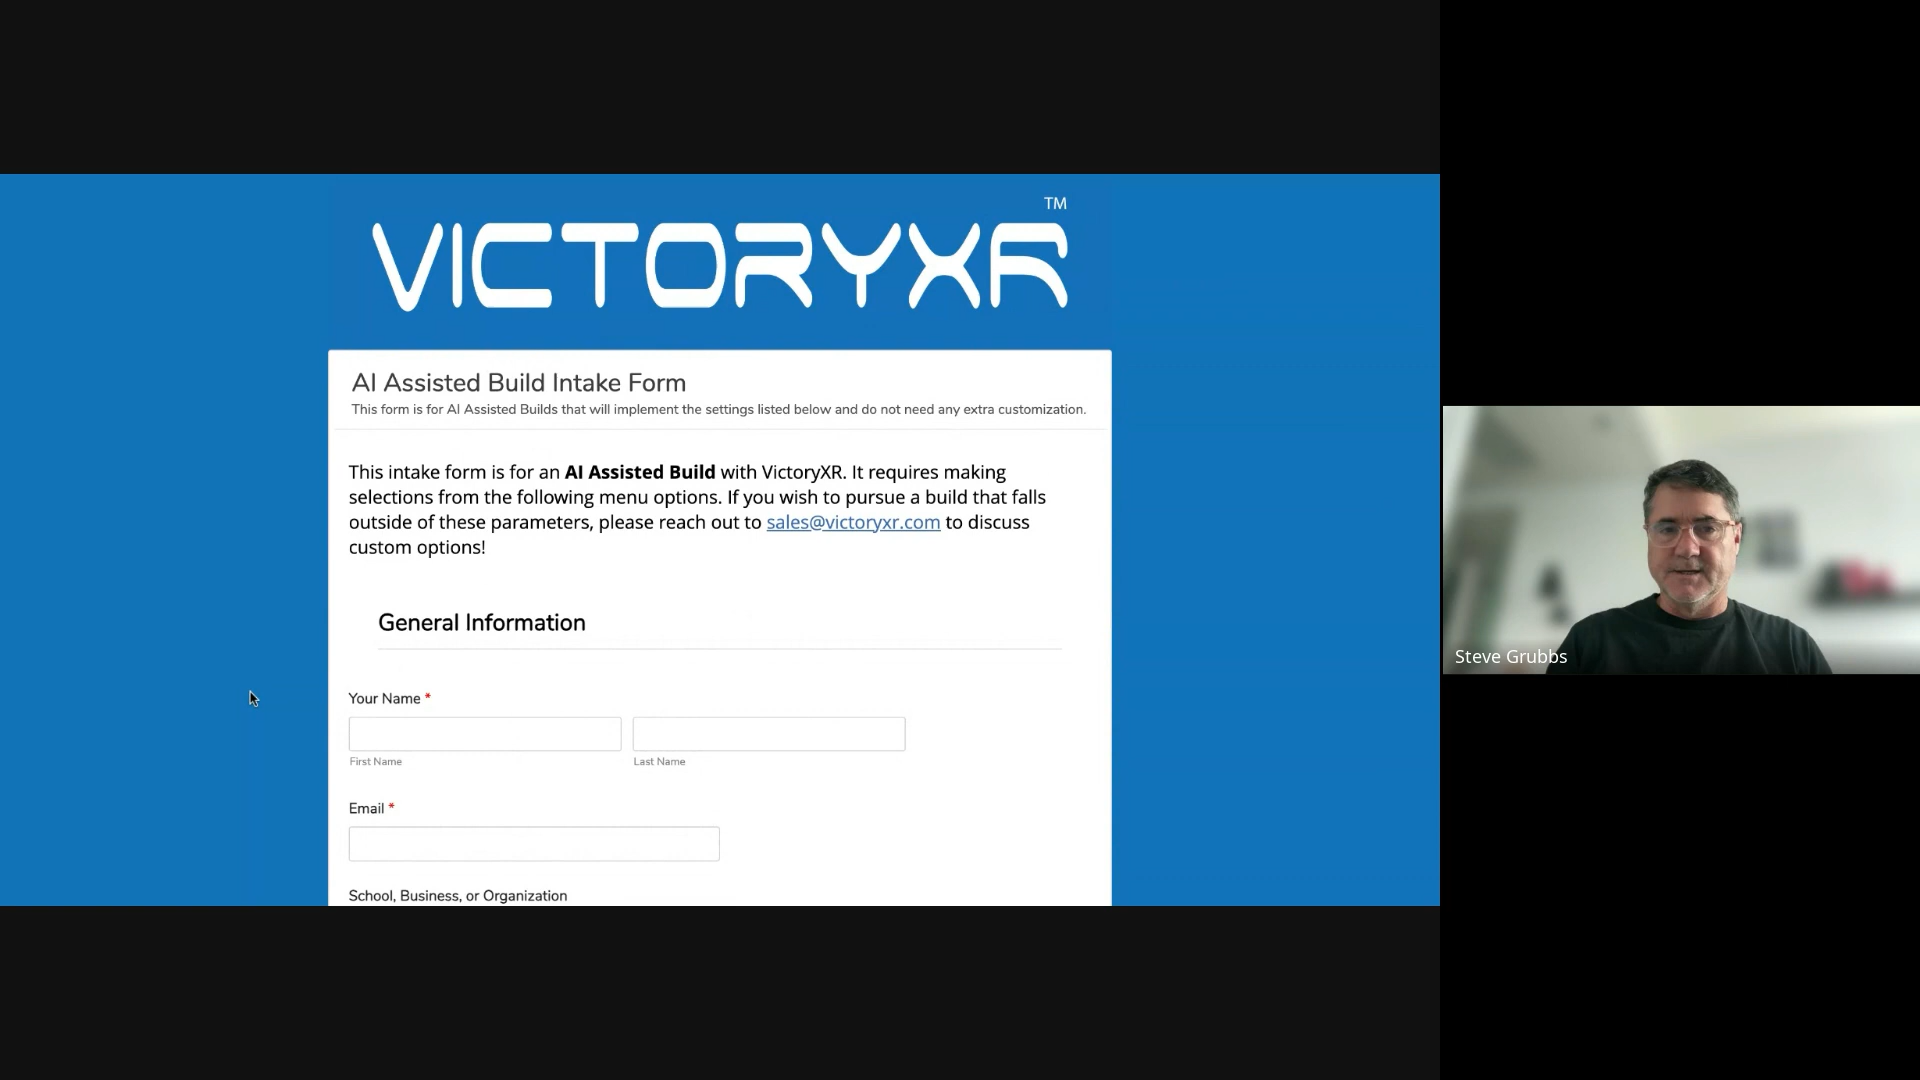 TM
VICTORYXR
AI Assisted Build Intake Form
This form is for AI Assisted Builds that will implement the settings listed below and do not need any extra customization.
This intake form is for an AI Assisted Build with VictoryXR. It requires making
selections from the following menu options. If you wish to pursue a build that falls
outside of these parameters, please reach out to sales@victoryxr.com to discuss
custom options!
General Information
Your Name *
First Name
Last Name
Email *
School, Business, or Organization
Steve Grubbs